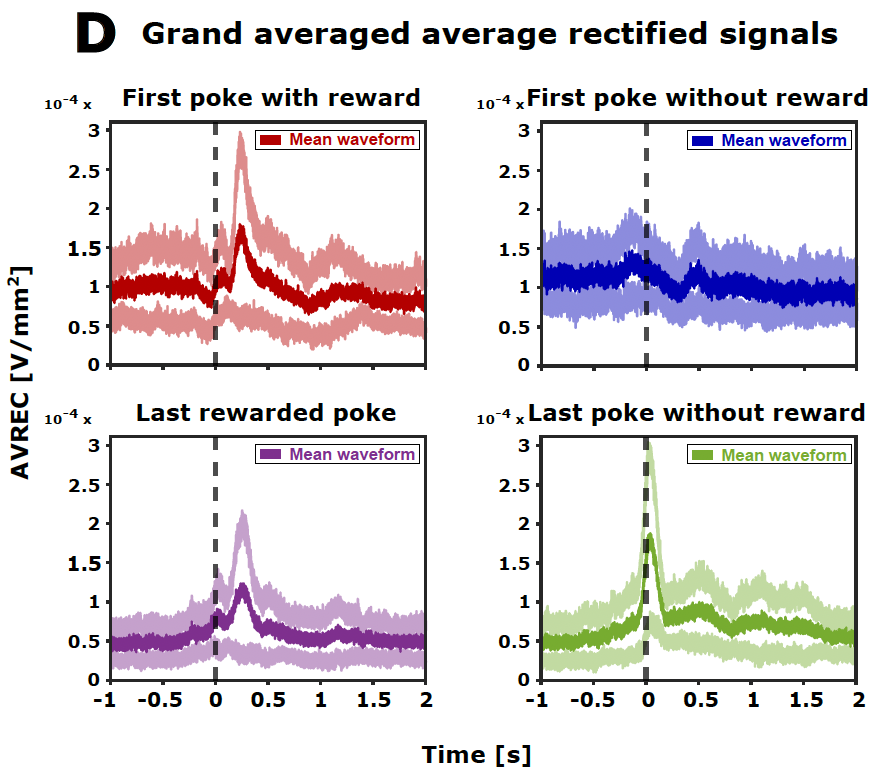 D Grand averaged average rectified signals
10⁻⁴ x First poke with reward
10⁻⁴ x First poke without reward
3
2.5
2
1.5
1
0.5
0
Mean waveform
3
2.5
2
1.5
1
0.5
0
Mean waveform
AVREC [V/mm²]
10⁻⁴ x Last rewarded poke
10⁻⁴ x Last poke without reward
3
2.5
2
1.5
1
0.5
0
Mean waveform
3
2.5
2
1.5
1
0.5
0
Mean waveform
-1 -0.5 0 0.5 1 1.5 2
-1 -0.5 0 0.5 1 1.5 2
Time [s]